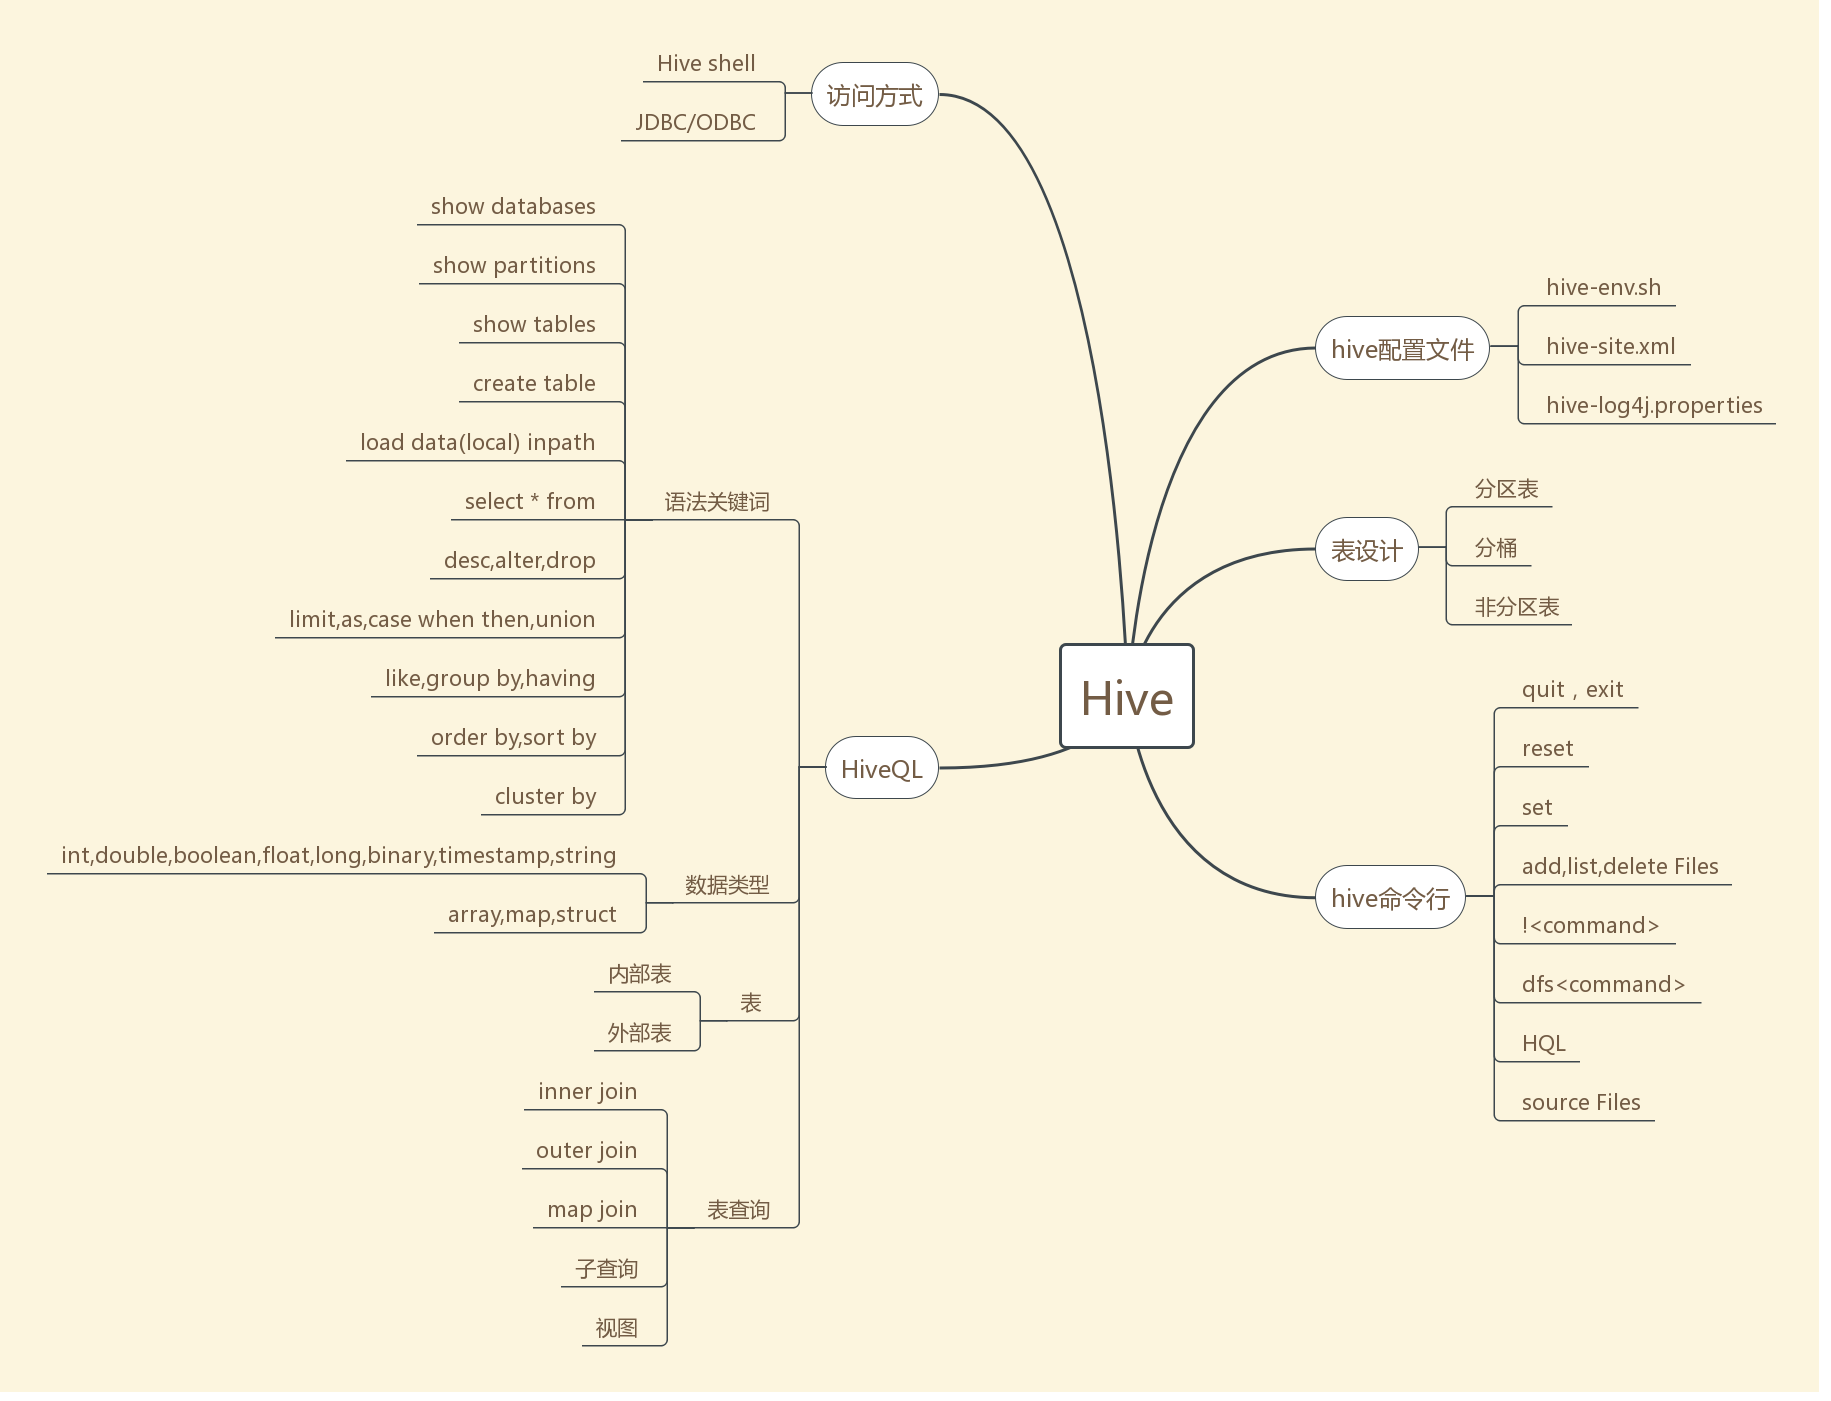 Hive
访问方式
Hive shell
JDBC/ODBC
hive配置文件
hive-env.sh
hive-site.xml
hive-log4j.properties
表设计
分区表
分桶
非分区表
hive命令行
quit , exit
reset
set
add,list,delete Files
!<command>
dfs<command>
HQL
source Files
HiveQL
语法关键词
show databases
show partitions
show tables
create table
load data(local) inpath
select * from
desc,alter,drop
limit,as,case when then,union
like,group by,having
order by,sort by
cluster by
数据类型
int,double,boolean,float,long,binary,timestamp,string
array,map,struct
表
内部表
外部表
表查询
inner join
outer join
map join
子查询
视图